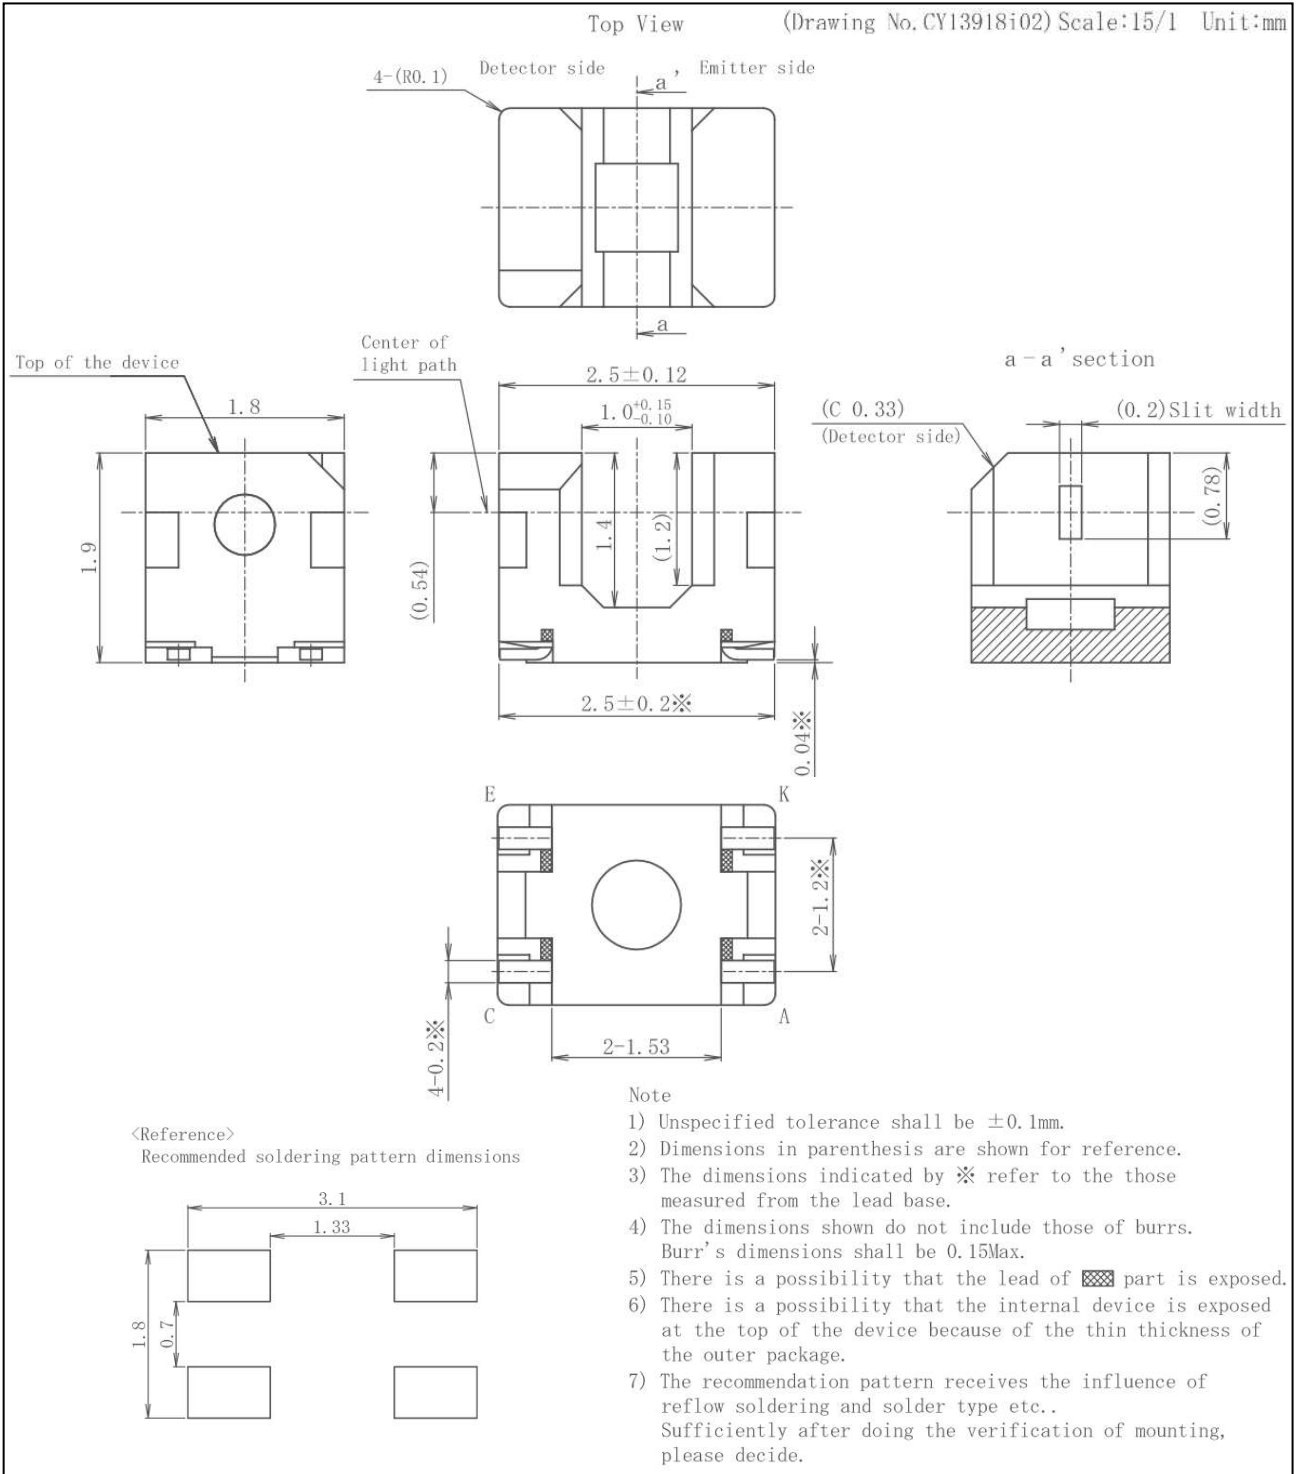 Top View (Drawing No. CY13918i02) Scale:15/1 Unit:mm
4-(R0.1) Detector side a' Emitter side
a
Top of the device
Center of
light path
a-a' section
1.8
2.5±0.12
1.0+0.15
-0.10
(C 0.33)
(Detector side)
(0.2)Slit width
1.9
(0.54)
1.4
(1.2)
(0.78)
2.5±0.2※
0.04※
E K
2-1.2※
C A
4-0.2※
2-1.53
<Reference>
Recommended soldering pattern dimensions
3.1
1.33
1.8
0.7
Note
1) Unspecified tolerance shall be ±0.1mm.
2) Dimensions in parenthesis are shown for reference.
3) The dimensions indicated by ※ refer to the those
measured from the lead base.
4) The dimensions shown do not include those of burrs.
Burr's dimensions shall be 0.15Max.
5) There is a possibility that the lead of part is exposed.
6) There is a possibility that the internal device is exposed
at the top of the device because of the thin thickness of
the outer package.
7) The recommendation pattern receives the influence of
reflow soldering and solder type etc..
Sufficiently after doing the verification of mounting,
please decide.